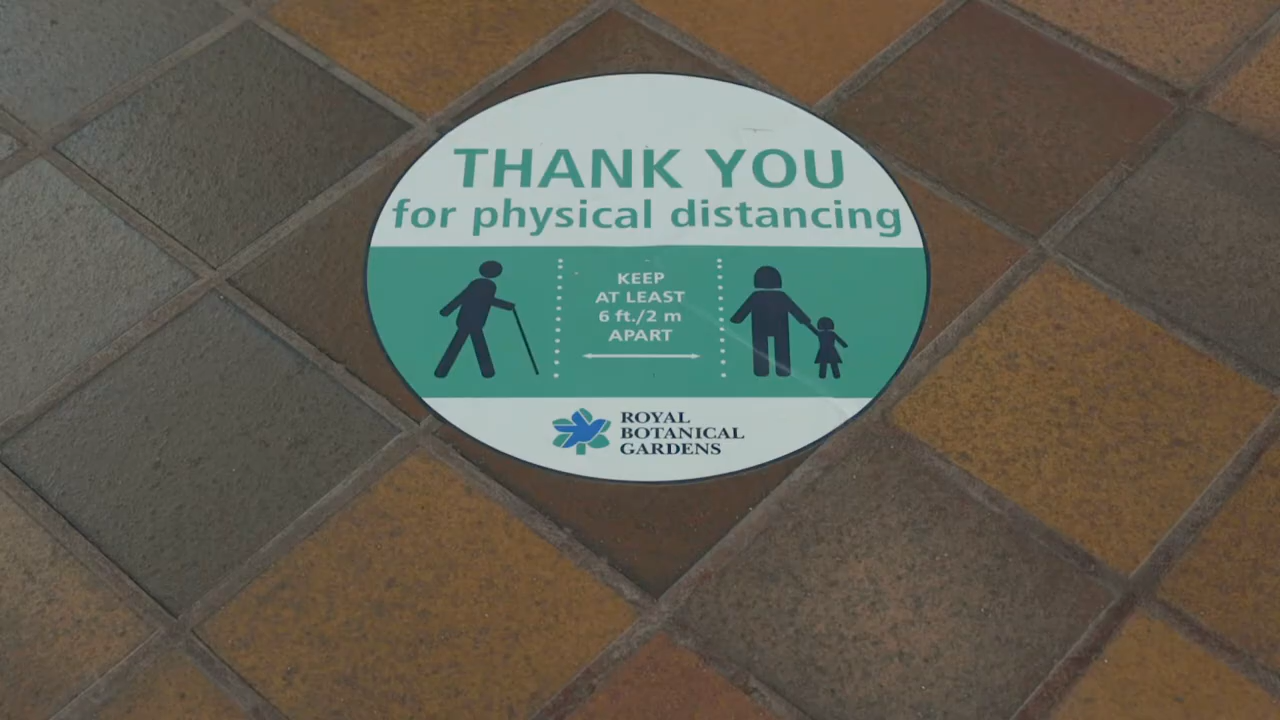 THANK YOU
for physical distancing
KEEP
AT LEAST
6 ft./2 m
APART
ROYAL
BOTANICAL
GARDENS